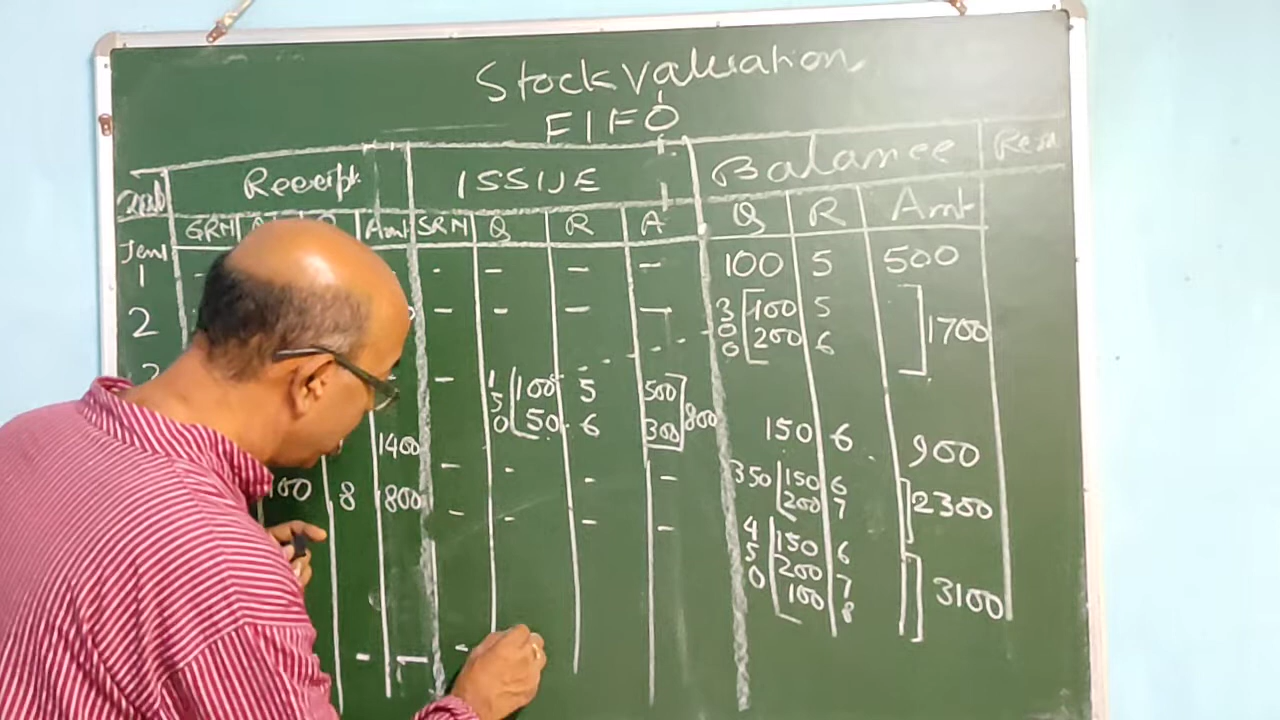 Stock valuation
FIFO
Receipt ISSUE Balance
GRN Amt SRN Q R A Q R Amt
Jan
1 - - - - - 100 5 500
2 - - - - 300 [100 5
200 6 ] 1700
- - 150 [100 5 500
50 6 300 ] 800
1400 150 6 900
- - - - 350 [150 6
200 7 ] 2300
100 8 800 - - - - 450 [150 6
200 7
100 8 ] 3100
- - -